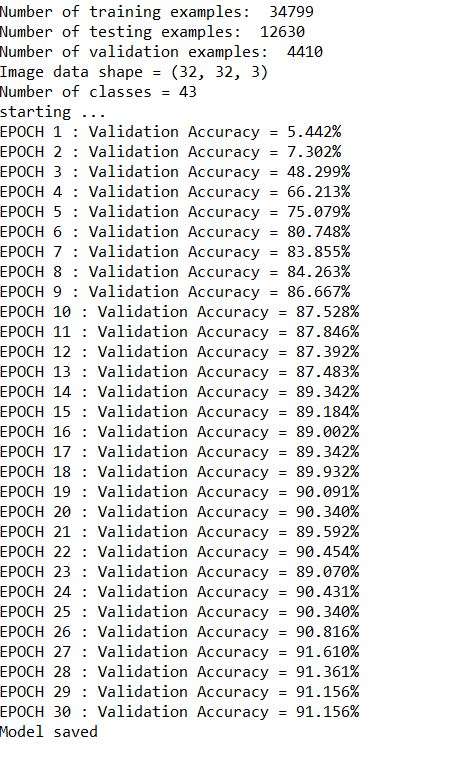 Number of training examples:  34799
Number of testing examples:  12630
Number of validation examples:  4410
Image data shape = (32, 32, 3)
Number of classes = 43
starting ...
EPOCH 1 : Validation Accuracy = 5.442%
EPOCH 2 : Validation Accuracy = 7.302%
EPOCH 3 : Validation Accuracy = 48.299%
EPOCH 4 : Validation Accuracy = 66.213%
EPOCH 5 : Validation Accuracy = 75.079%
EPOCH 6 : Validation Accuracy = 80.748%
EPOCH 7 : Validation Accuracy = 83.855%
EPOCH 8 : Validation Accuracy = 84.263%
EPOCH 9 : Validation Accuracy = 86.667%
EPOCH 10 : Validation Accuracy = 87.528%
EPOCH 11 : Validation Accuracy = 87.846%
EPOCH 12 : Validation Accuracy = 87.392%
EPOCH 13 : Validation Accuracy = 87.483%
EPOCH 14 : Validation Accuracy = 89.342%
EPOCH 15 : Validation Accuracy = 89.184%
EPOCH 16 : Validation Accuracy = 89.002%
EPOCH 17 : Validation Accuracy = 89.342%
EPOCH 18 : Validation Accuracy = 89.932%
EPOCH 19 : Validation Accuracy = 90.091%
EPOCH 20 : Validation Accuracy = 90.340%
EPOCH 21 : Validation Accuracy = 89.592%
EPOCH 22 : Validation Accuracy = 90.454%
EPOCH 23 : Validation Accuracy = 89.070%
EPOCH 24 : Validation Accuracy = 90.431%
EPOCH 25 : Validation Accuracy = 90.340%
EPOCH 26 : Validation Accuracy = 90.816%
EPOCH 27 : Validation Accuracy = 91.610%
EPOCH 28 : Validation Accuracy = 91.361%
EPOCH 29 : Validation Accuracy = 91.156%
EPOCH 30 : Validation Accuracy = 91.156%
Model saved